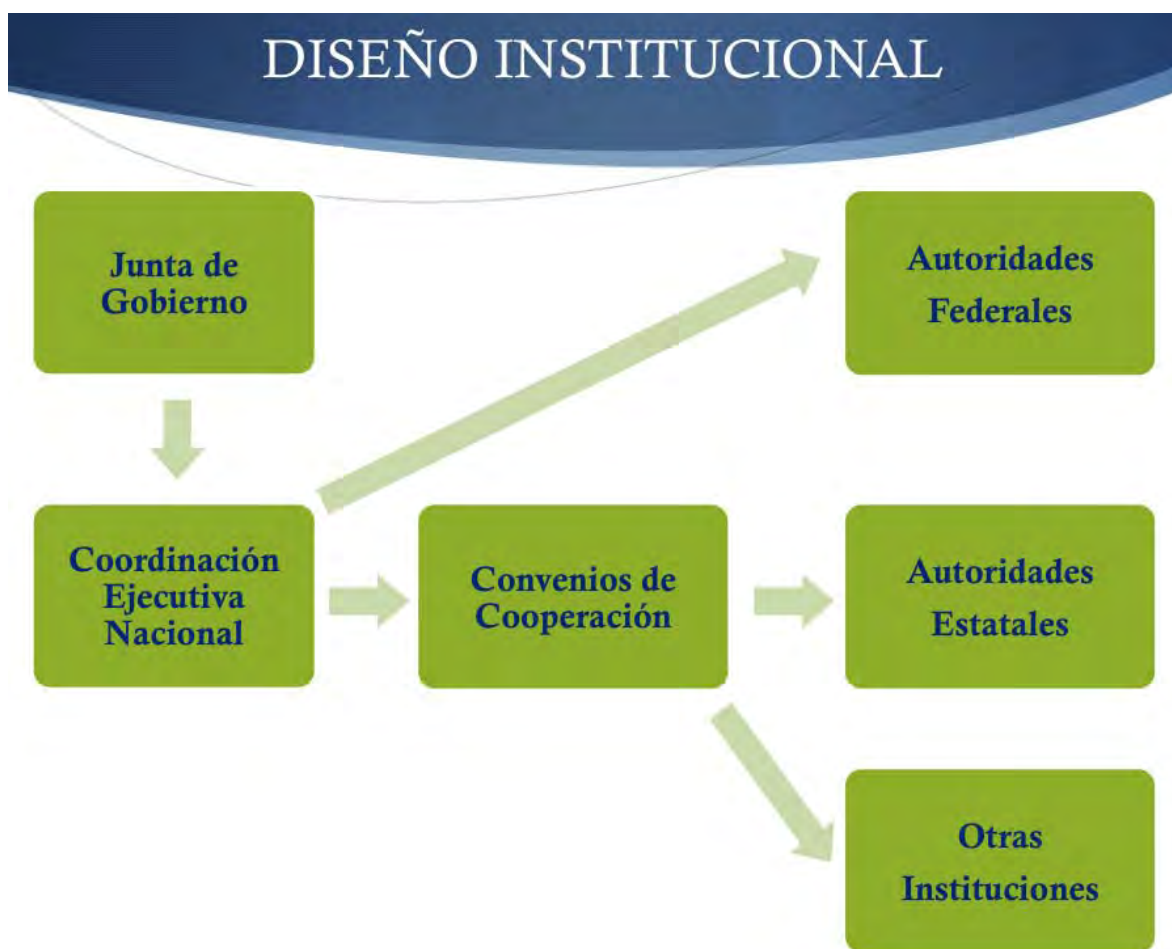 DISEÑO INSTITUCIONAL
Junta de
Gobierno
Autoridades
Federales
Coordinación
Ejecutiva
Nacional
Convenios de
Cooperación
Autoridades
Estatales
Otras
Instituciones